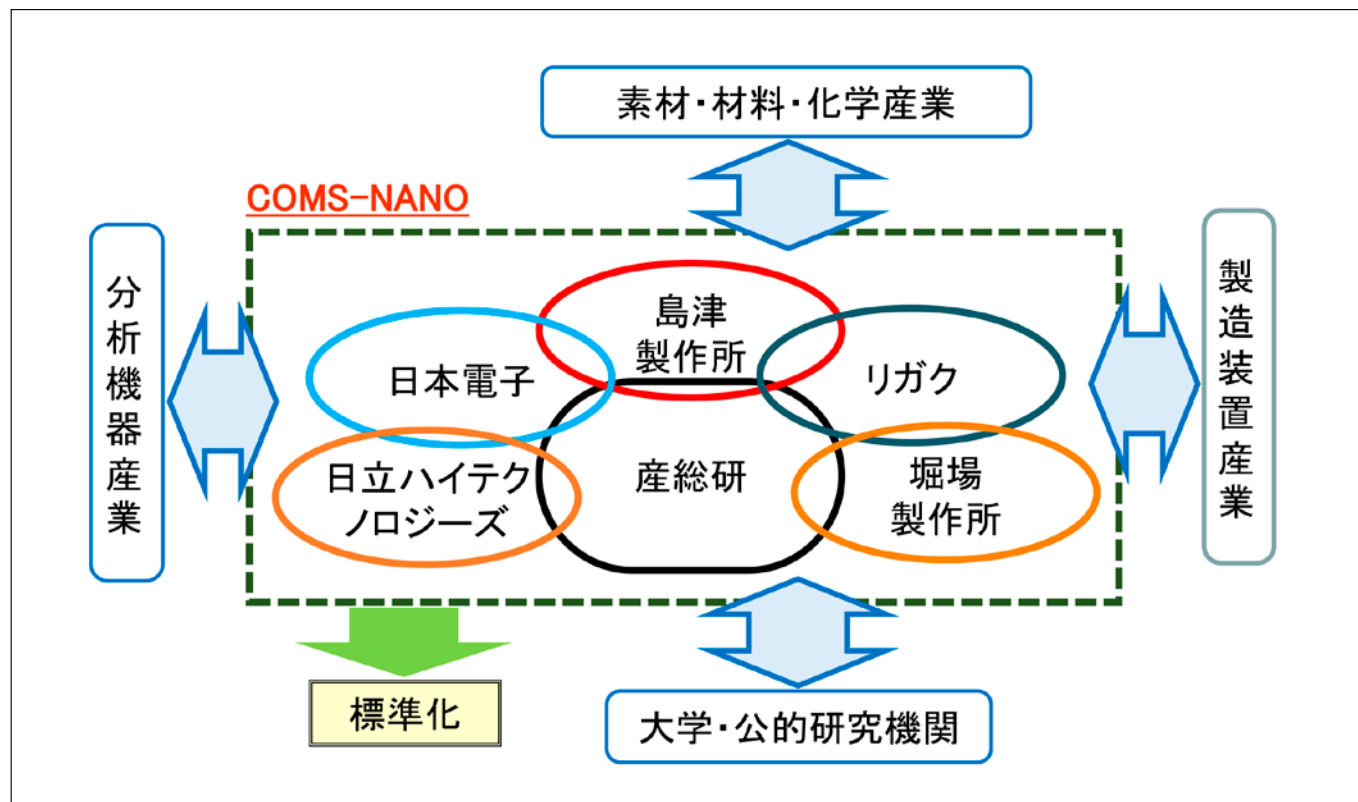 素材・材料・化学産業
COMS-NANO
分析機器産業
製造装置産業
島津
製作所
日本電子
リガク
日立ハイテク
ノロジーズ
産総研
堀場
製作所
標準化
大学・公的研究機関